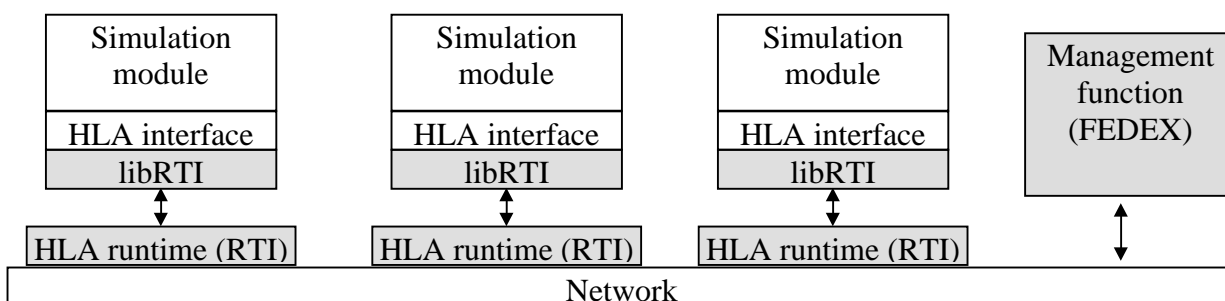 Simulation
module
HLA interface
libRTI
HLA runtime (RTI)
Simulation
module
HLA interface
libRTI
HLA runtime (RTI)
Simulation
module
HLA interface
libRTI
HLA runtime (RTI)
Management
function
(FEDEX)
Network